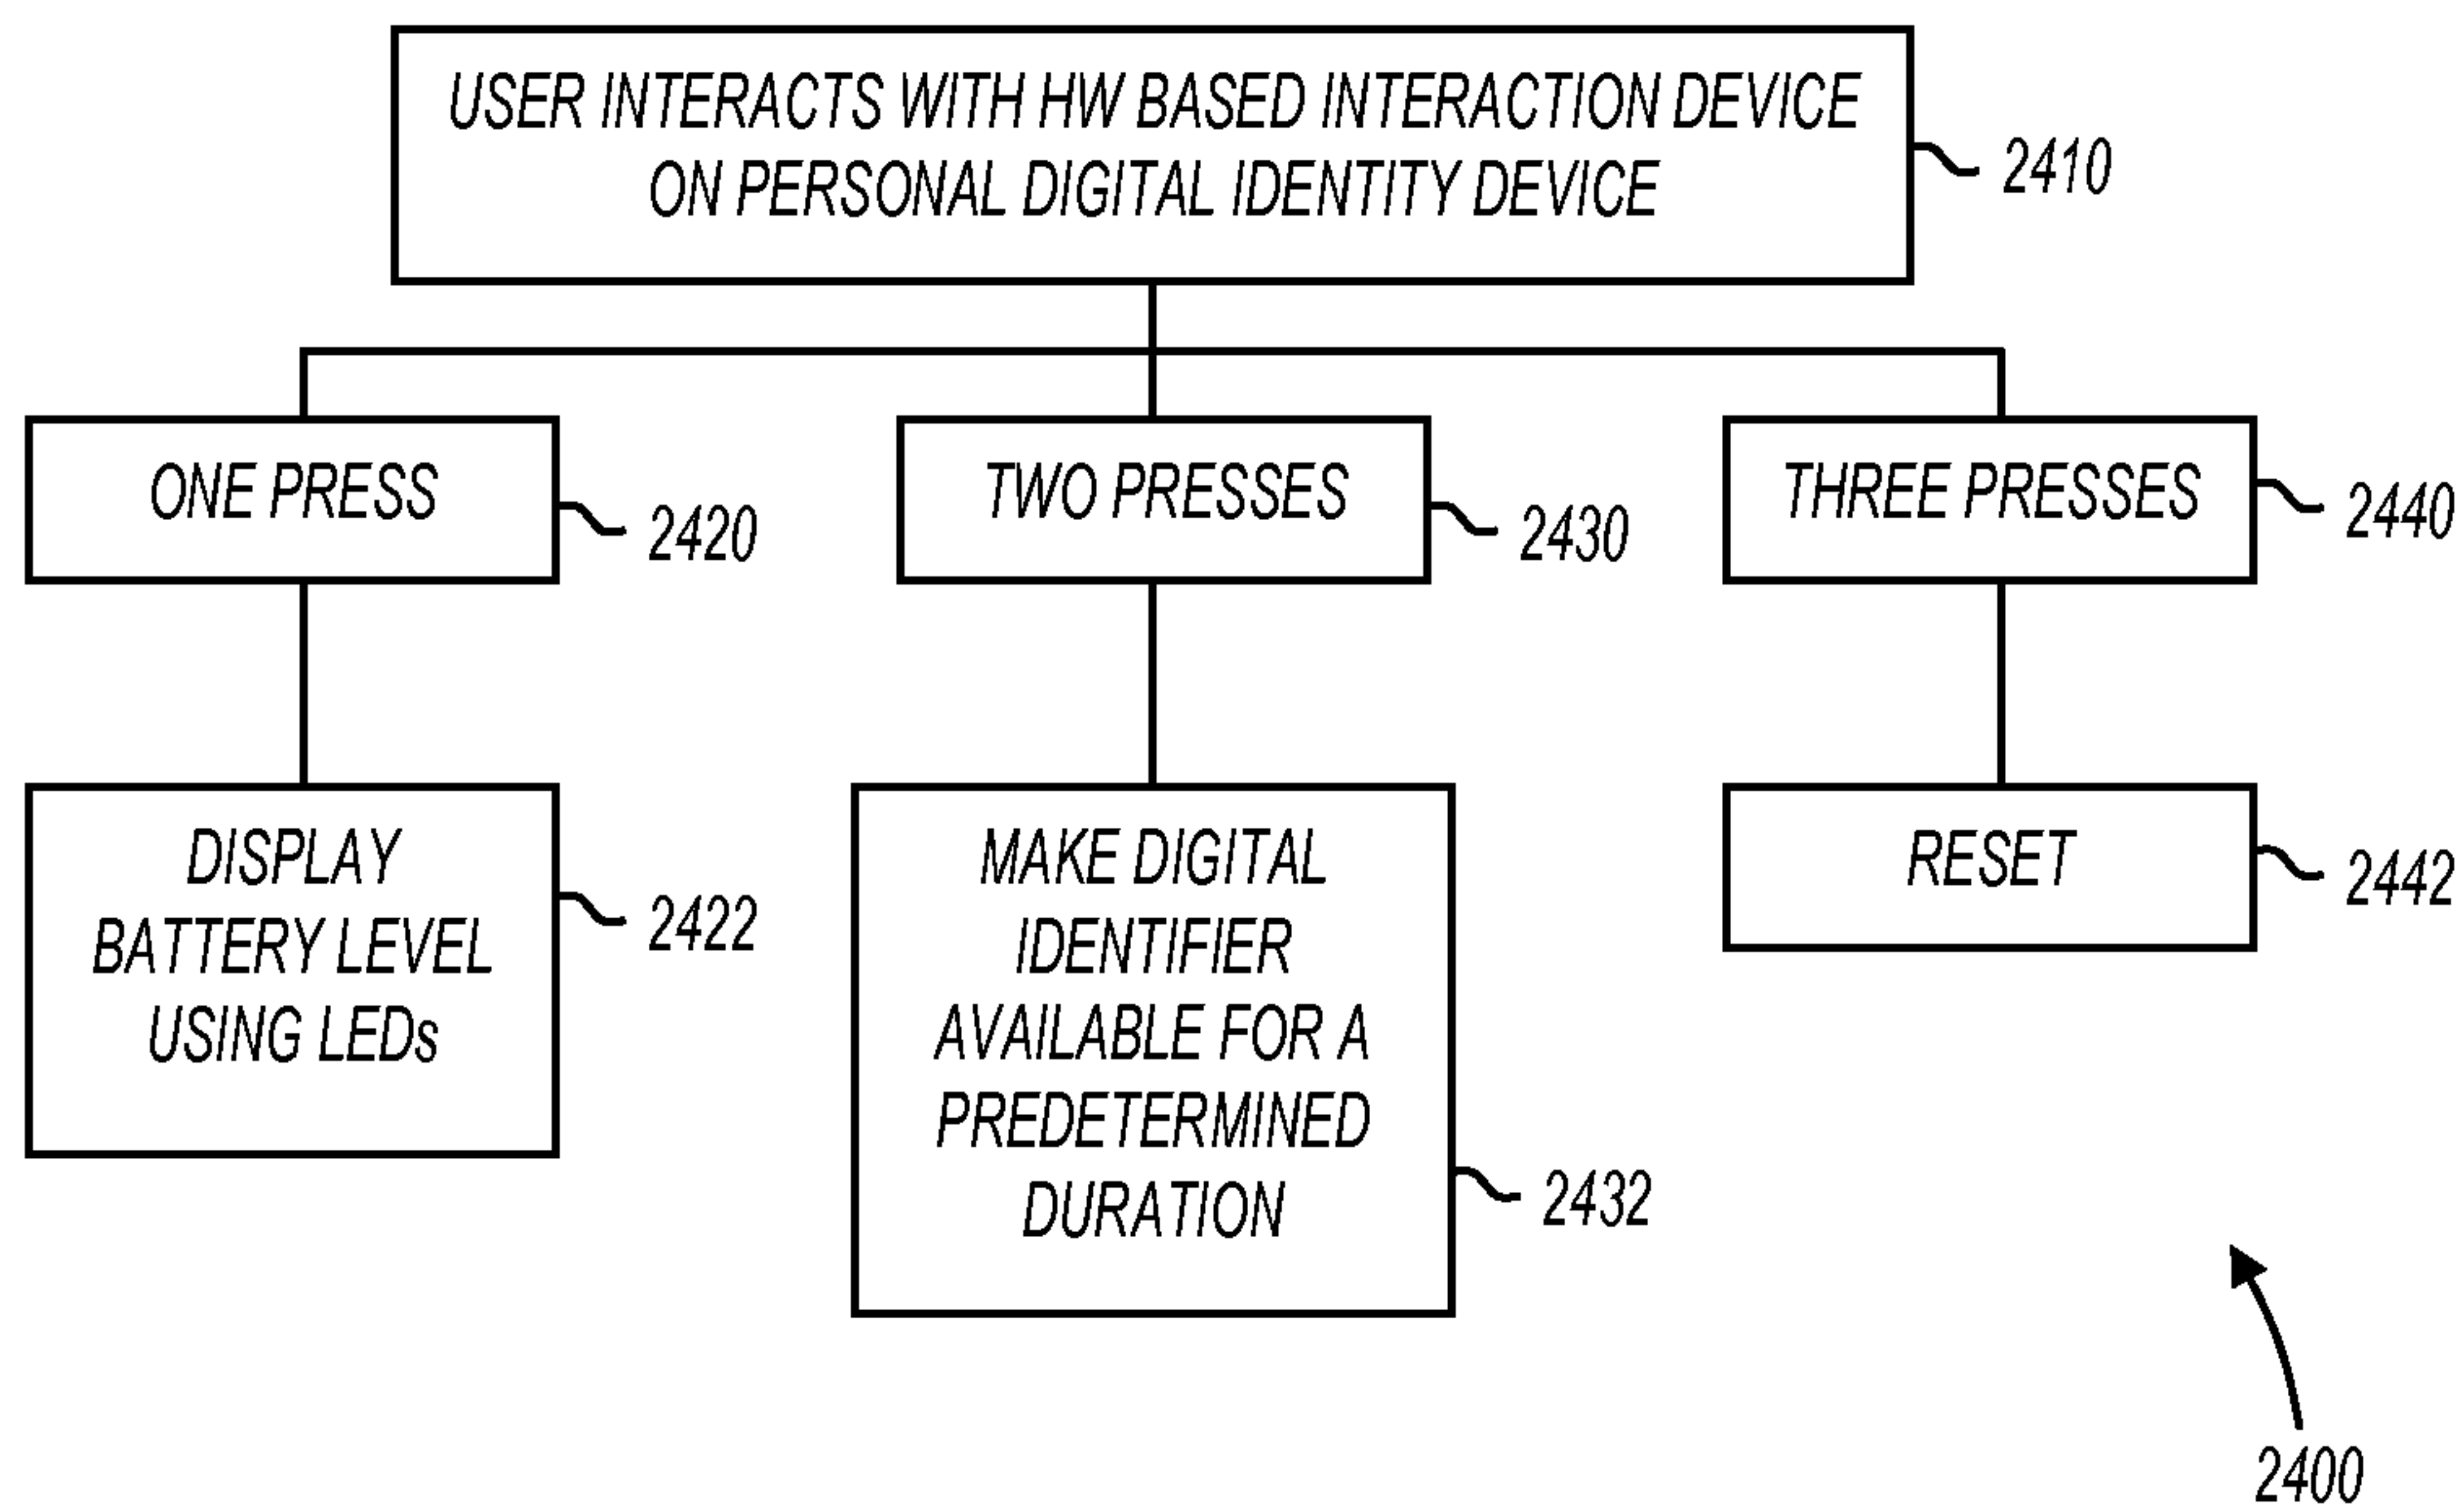 USER INTERACTS WITH HW BASED INTERACTION DEVICE
ON PERSONAL DIGITAL IDENTITY DEVICE
2410
ONE PRESS
2420
TWO PRESSES
2430
THREE PRESSES
2440
DISPLAY
BATTERY LEVEL
USING LEDs
2422
MAKE DIGITAL
IDENTIFIER
AVAILABLE FOR A
PREDETERMINED
DURATION
2432
RESET
2442
2400